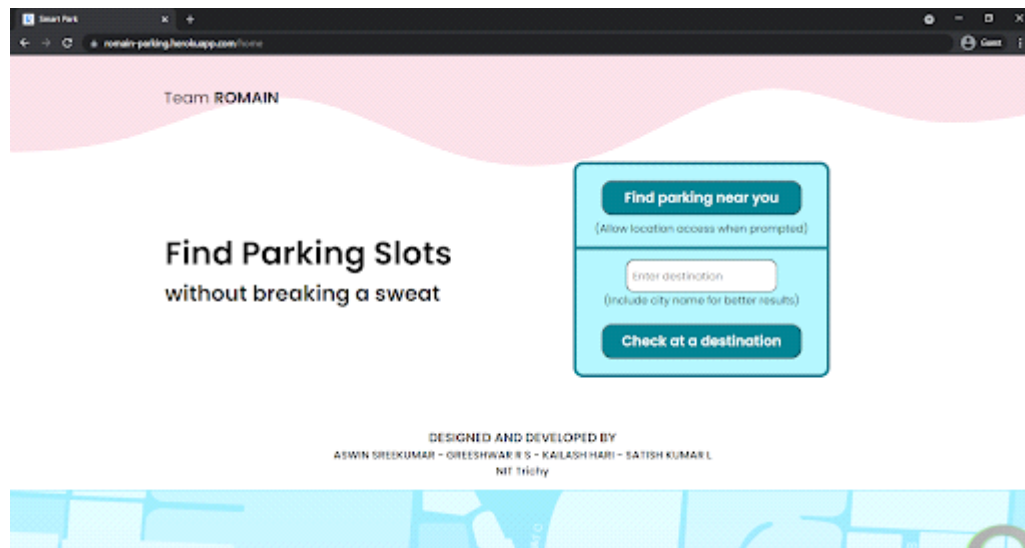 Smart Park
romain-parking.herokuapp.com/home
Guest
Team ROMAIN
Find parking near you
(Allow location access when prompted)
Find Parking Slots
without breaking a sweat
Enter destination
(Include city name for better results)
Check at a destination
DESIGNED AND DEVELOPED BY
ASWIN SREEKUMAR - GREESHWAR R S - KAILASH HARI - SATISH KUMAR L
NIT Trichy